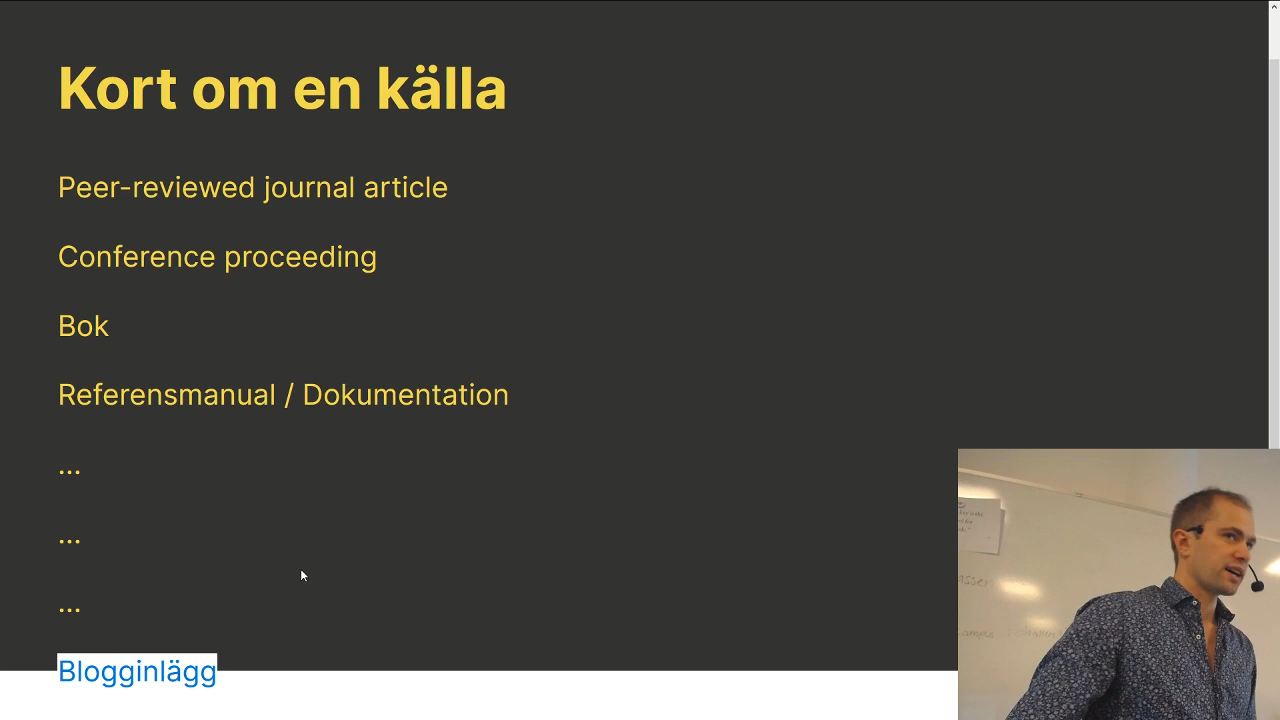 Kort om en källa
Peer-reviewed journal article
Conference proceeding
Bok
Referensmanual / Dokumentation
...
...
...
Blogginlägg